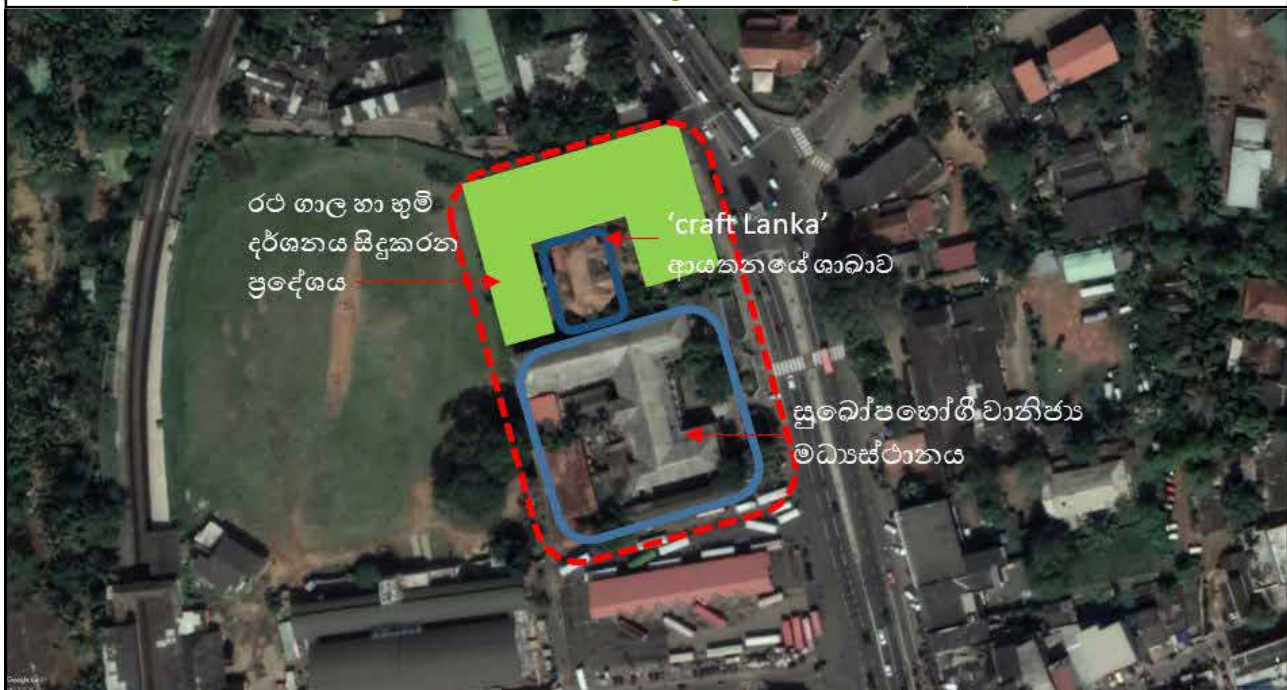 රථ ගාල හා භුමි
දර්ශනය සිදුකරන
ප්‍රදේශය
‘craft Lanka’
ආයතනයේ ශාඛාව
සුඛෝපභෝගී වානිජ්‍ය
මධ්‍යස්ථානය